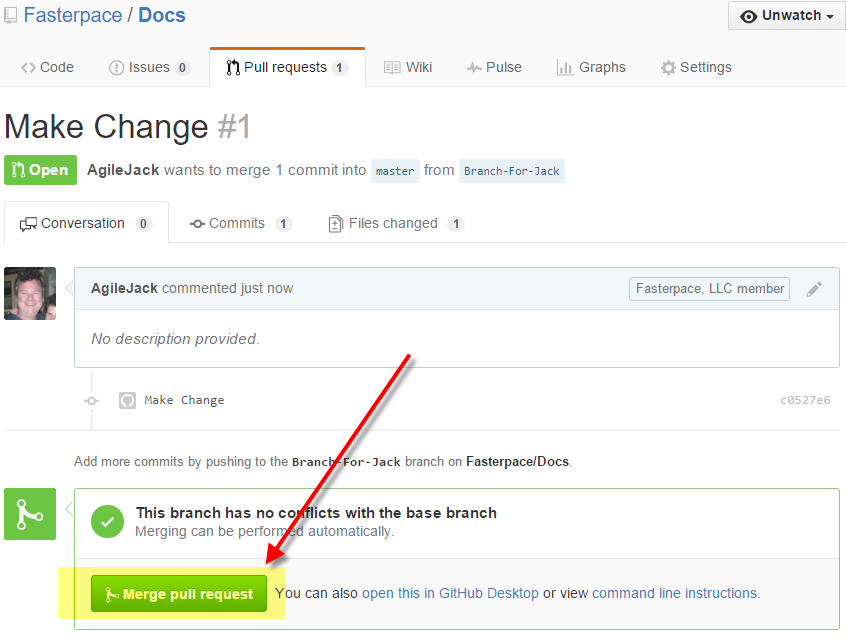 Fasterpace / Docs
Unwatch
Code Issues 0 Pull requests 1 Wiki Pulse Graphs Settings
Make Change #1
Open AgileJack wants to merge 1 commit into master from Branch-For-Jack
Conversation 0 Commits 1 Files changed 1
AgileJack commented just now Fasterpace, LLC member
No description provided.
Make Change c0527e6
Add more commits by pushing to the Branch-For-Jack branch on Fasterpace/Docs.
This branch has no conflicts with the base branch
Merging can be performed automatically.
Merge pull request You can also open this in GitHub Desktop or view command line instructions.